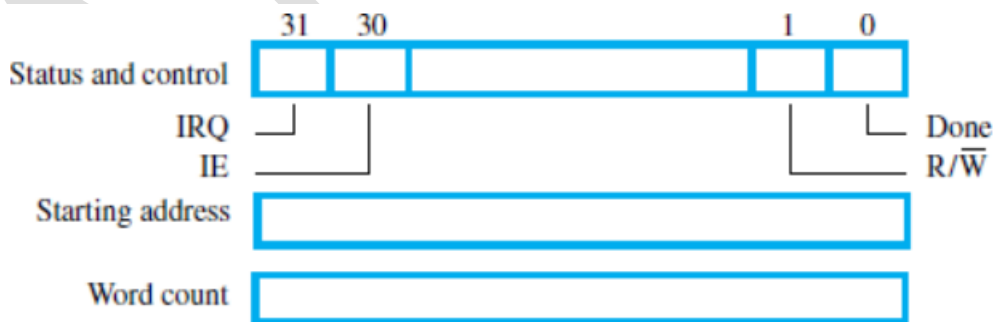 31 30 1 0
Status and control
IRQ Done
IE R/W̅
Starting address
Word count